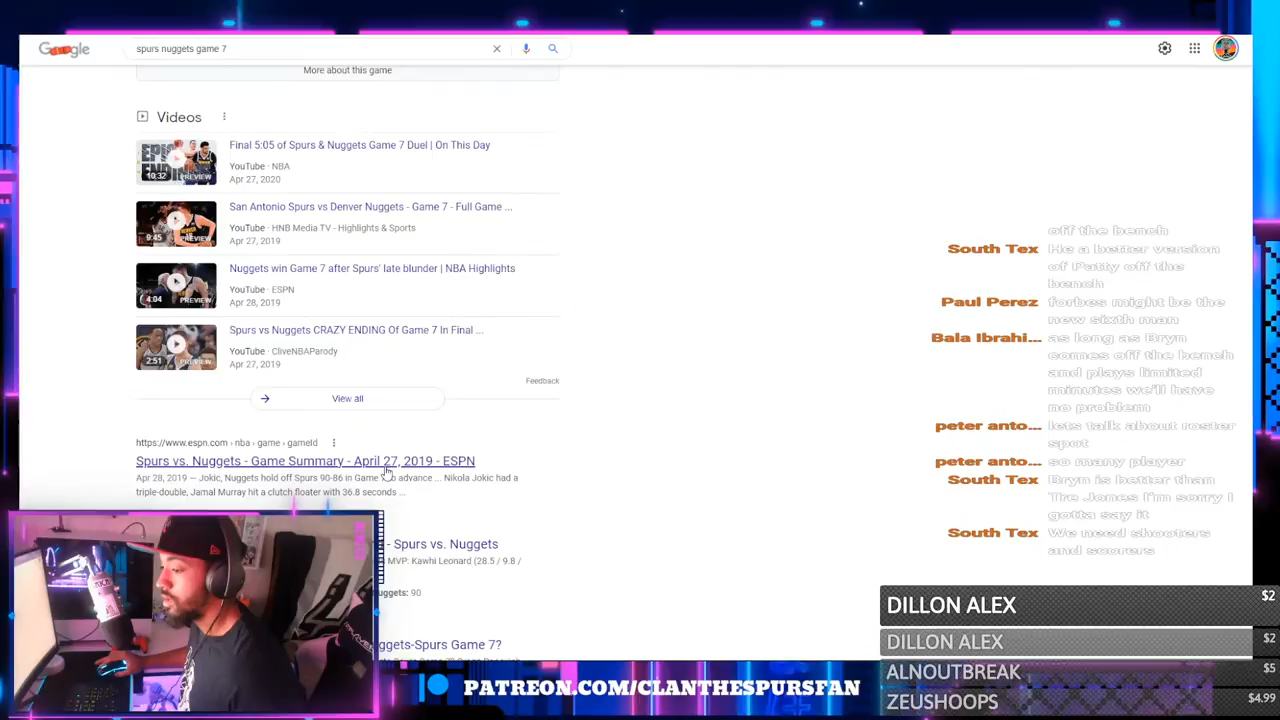 Google
spurs nuggets game 7
More about this game
Videos
Final 5:05 of Spurs & Nuggets Game 7 Duel | On This Day
YouTube · NBA
Apr 27, 2020
10:32
PREVIEW
San Antonio Spurs vs Denver Nuggets - Game 7 - Full Game ...
YouTube · HNB Media TV - Highlights & Sports
Apr 27, 2019
9:45
PREVIEW
Nuggets win Game 7 after Spurs' late blunder | NBA Highlights
YouTube · ESPN
Apr 28, 2019
4:04
PREVIEW
Spurs vs Nuggets CRAZY ENDING Of Game 7 In Final ...
YouTube · CliveNBAParody
Apr 27, 2019
2:51
PREVIEW
Feedback
View all
https://www.espn.com › nba › game › gameId
Spurs vs. Nuggets - Game Summary - April 27, 2019 - ESPN
Apr 28, 2019 — Jokic, Nuggets hold off Spurs 90-86 in Game to advance ... Nikola Jokic had a
triple-double, Jamal Murray hit a clutch floater with 36.8 seconds ...
- Spurs vs. Nuggets
MVP: Kawhi Leonard (28.5 / 9.8 /
uggets: 90
ggets-Spurs Game 7?
off the bench
South Tex He a better version
of Patty off the
bench
Paul Perez forbes might be the
new sixth man
Bala Ibrahi... as long as Bryn
comes off the bench
and plays limited
minutes we'll have
no problem
peter anto... lets talk about roster
spot
peter anto... so many player
South Tex Bryn is better than
Tre Jones I'm sorry I
gotta say it
South Tex We need shooters
and scorers
DILLON ALEX $2
DILLON ALEX $2
ALNOUTBREAK $5
ZEUSHOOPS $4.99
PATREON.COM/CLANTHESPURSFAN